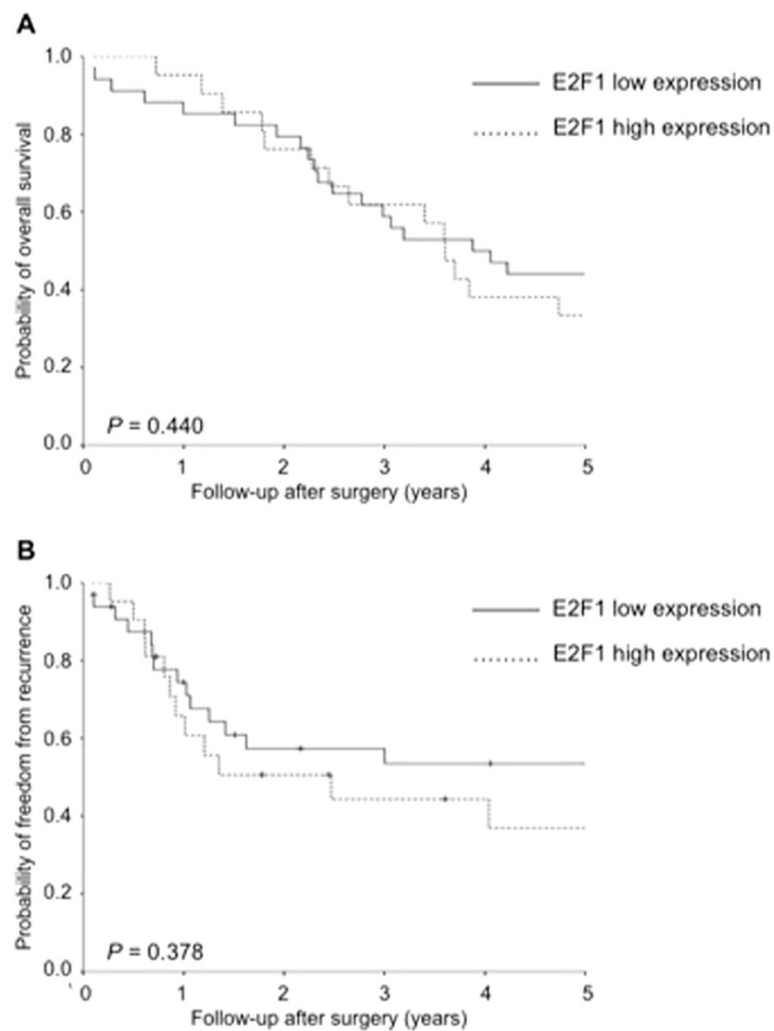 A
1.0
0.8
0.6
0.4
0.2
0.0
Probability of overall survival
E2F1 low expression
E2F1 high expression
P = 0.440
0 1 2 3 4 5
Follow-up after surgery (years)
B
1.0
0.8
0.6
0.4
0.2
0.0
Probability of freedom from recurrence
E2F1 low expression
E2F1 high expression
P = 0.378
0 1 2 3 4 5
Follow-up after surgery (years)